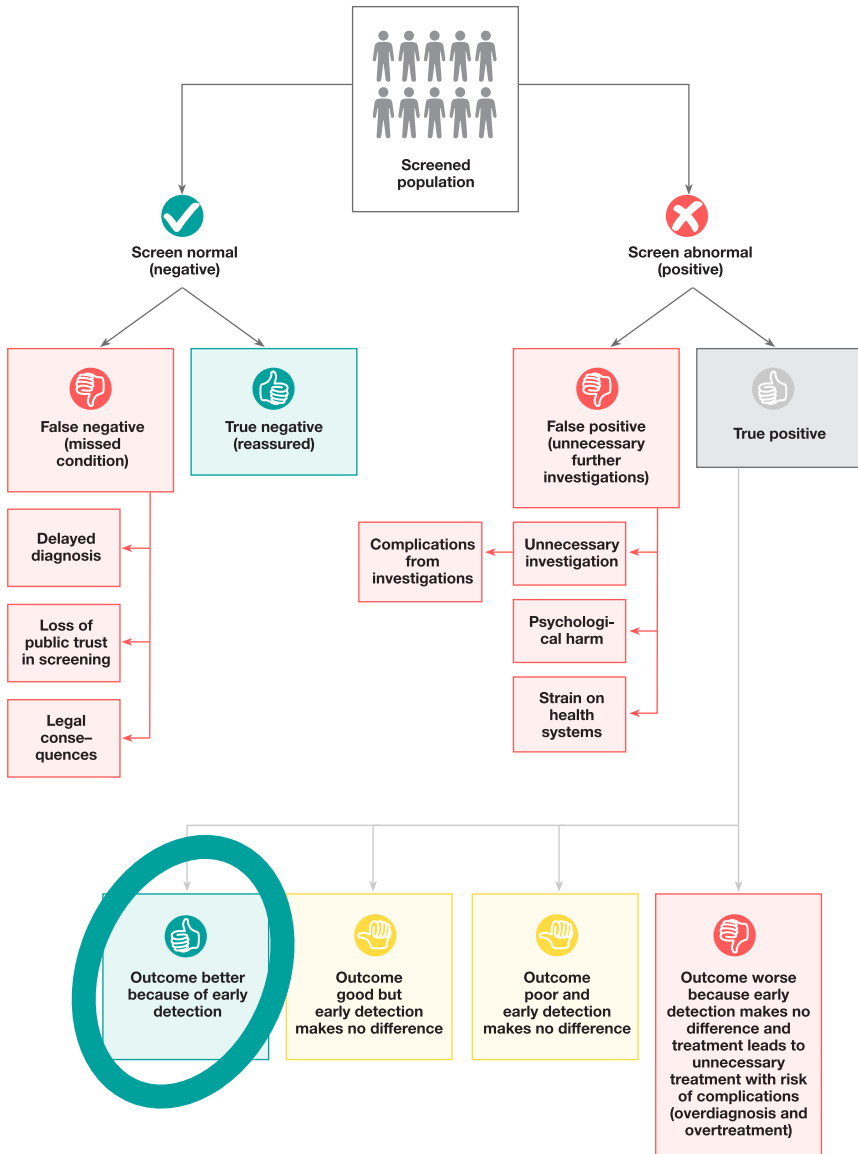 Screened
population
Screen normal
(negative)
Screen abnormal
(positive)
False negative
(missed
condition)
True negative
(reassured)
False positive
(unnecessary
further
investigations)
True positive
Delayed
diagnosis
Loss of
public trust
in screening
Legal
conse–
quences
Complications
from
investigations
Unnecessary
investigation
Psychologi-
cal harm
Strain on
health
systems
Outcome better
because of early
detection
Outcome
good but
early detection
makes no difference
Outcome
poor and
early detection
makes no difference
Outcome worse
because early
detection makes no
difference and
treatment leads to
unnecessary
treatment with risk
of complications
(overdiagnosis and
overtreatment)